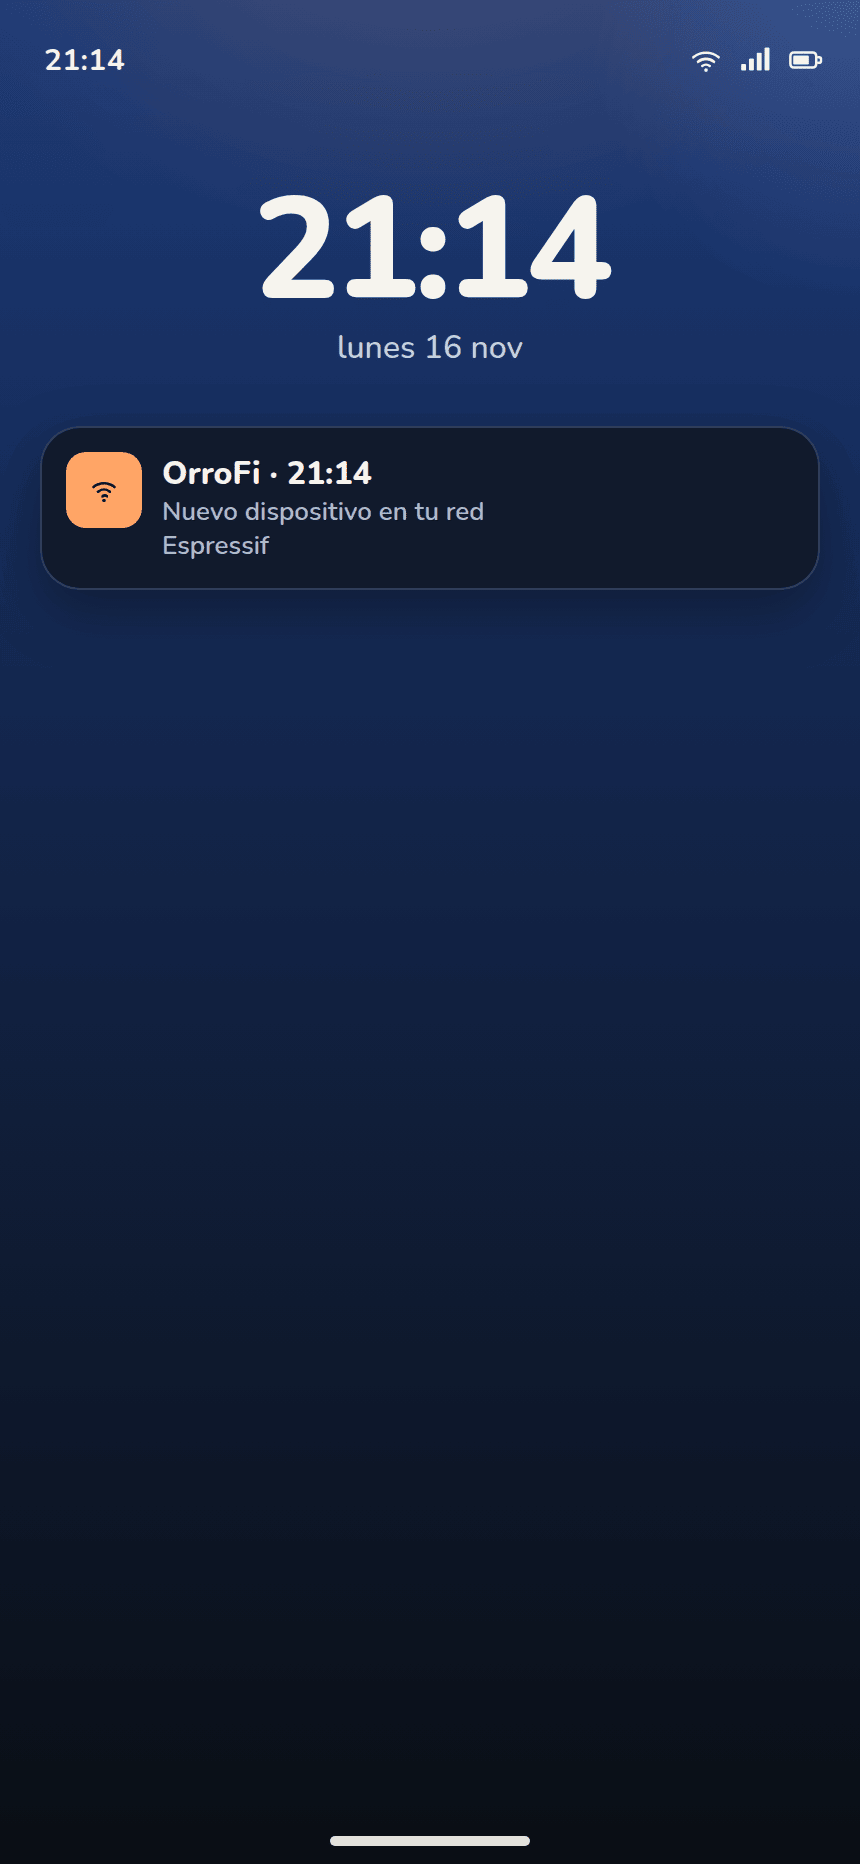 21:14
21:14
lunes 16 nov
OrroFi · 21:14
Nuevo dispositivo en tu red
Espressif